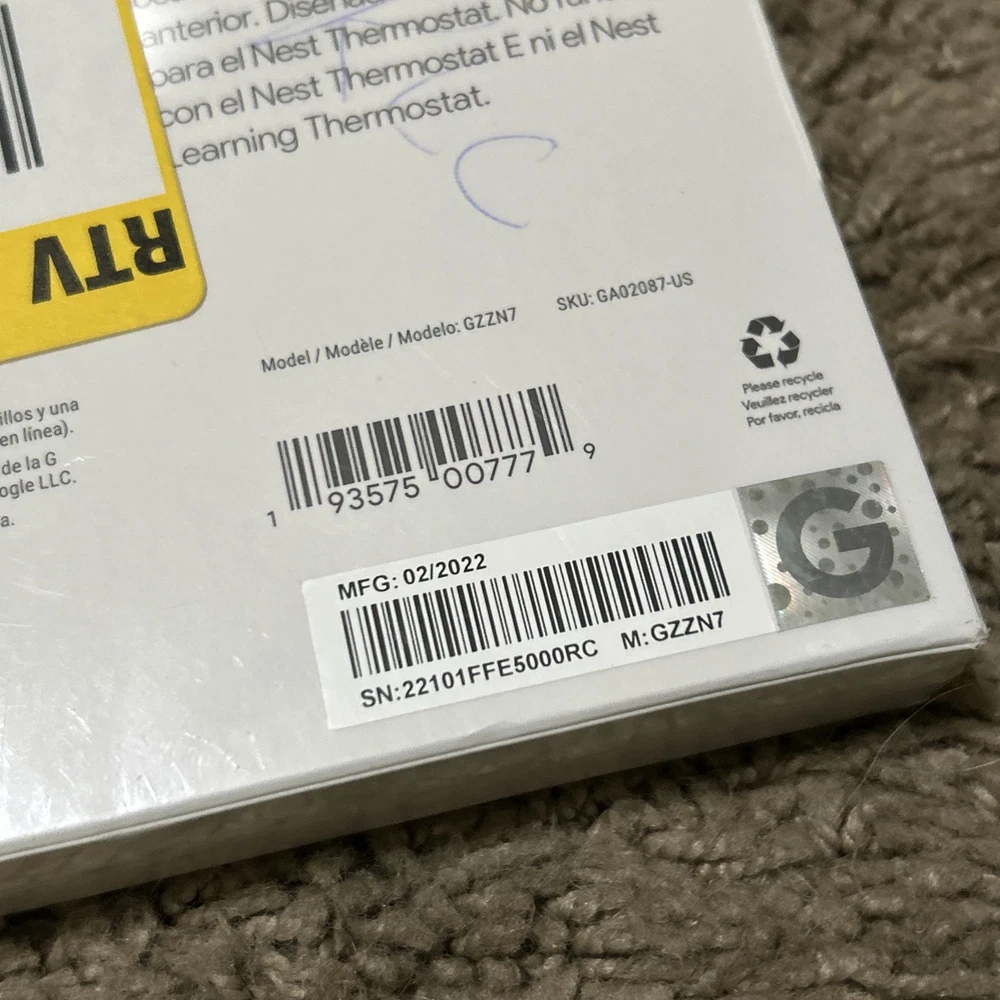 anterior.
para el Nest Thermostat. No
con el Nest Thermostat E ni el Nest
Learning Thermostat.
RTV
Model / Modèle / Modelo: GZZN7 SKU: GA02087-US
illos y una
en línea).
de la G
ogle LLC.
a.
Please recycle
Veuillez recycler
Por favor, recicla
1 93575 00777 9
MFG: 02/2022
SN:22101FFE5000RC M:GZZN7
G